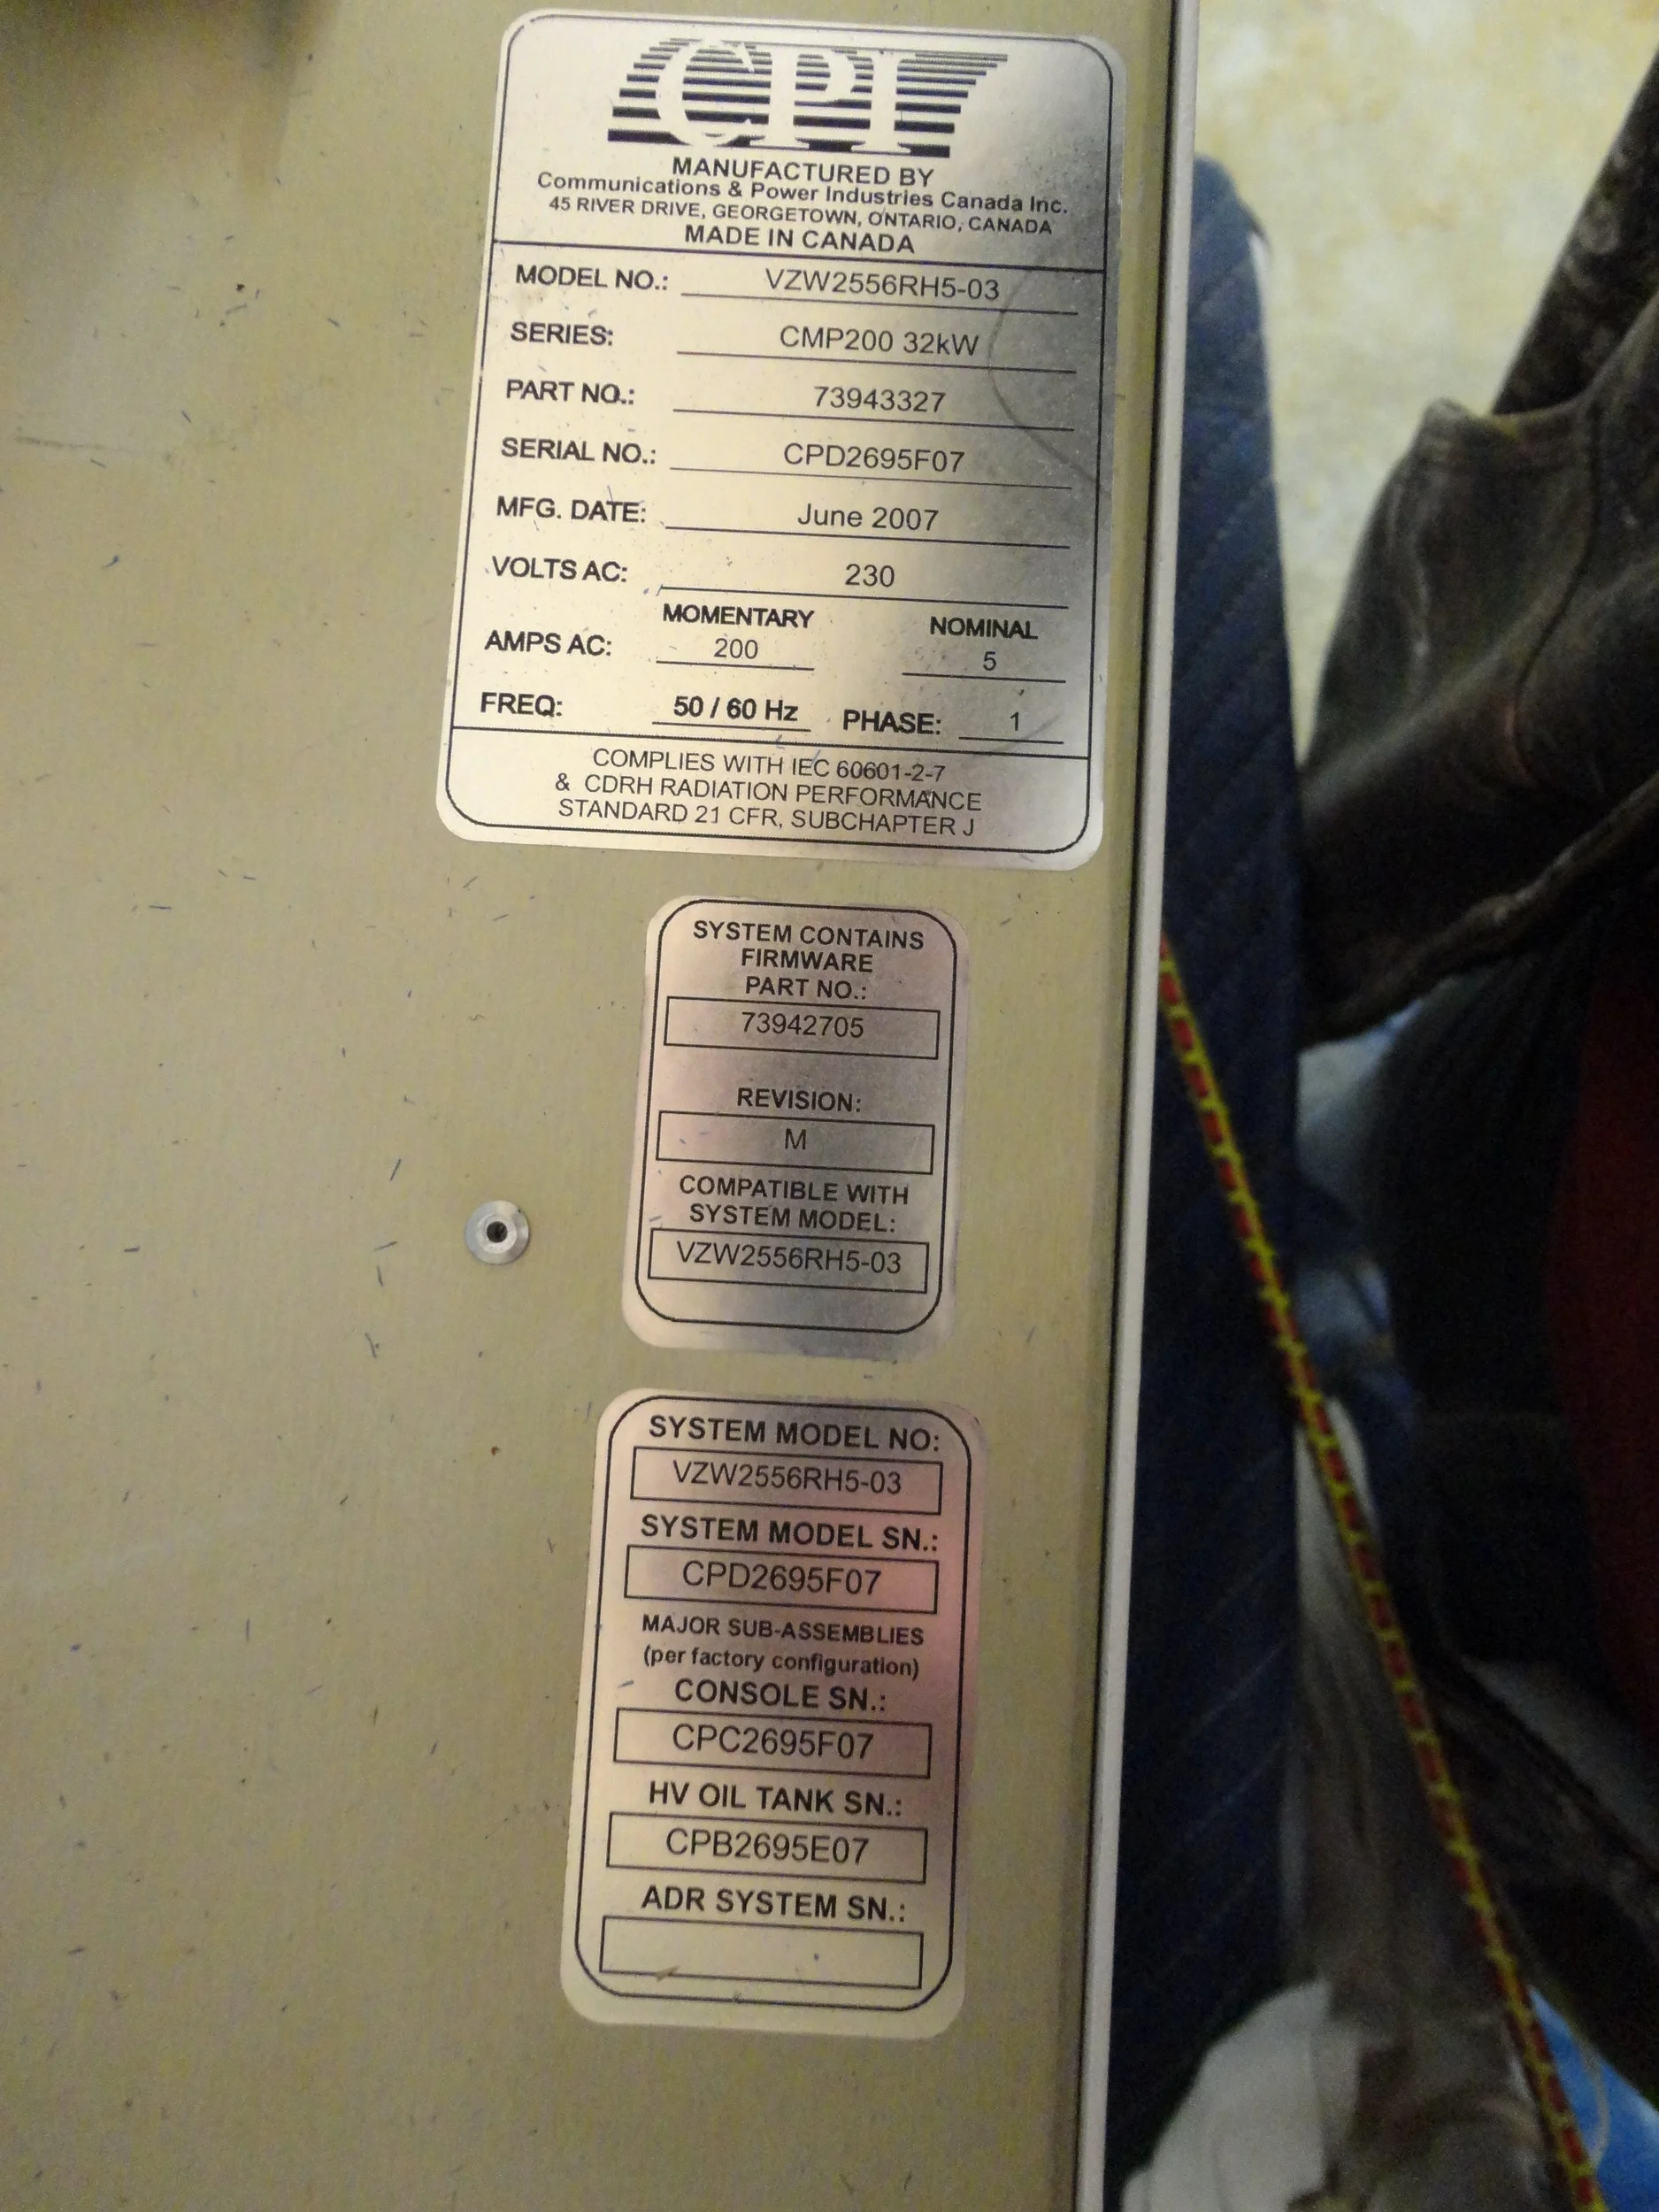 CPI
MANUFACTURED BY
Communications & Power Industries Canada Inc.
45 RIVER DRIVE, GEORGETOWN, ONTARIO, CANADA
MADE IN CANADA
MODEL NO.: VZW2556RH5-03
SERIES: CMP200 32kW
PART NO.: 73943327
SERIAL NO.: CPD2695F07
MFG. DATE: June 2007
VOLTS AC: 230
MOMENTARY NOMINAL
AMPS AC: 200 5
FREQ: 50 / 60 Hz PHASE: 1
COMPLIES WITH IEC 60601-2-7
& CDRH RADIATION PERFORMANCE
STANDARD 21 CFR, SUBCHAPTER J
SYSTEM CONTAINS
FIRMWARE
PART NO.:
73942705
REVISION:
M
COMPATIBLE WITH
SYSTEM MODEL:
VZW2556RH5-03
SYSTEM MODEL NO:
VZW2556RH5-03
SYSTEM MODEL SN.:
CPD2695F07
MAJOR SUB-ASSEMBLIES
(per factory configuration)
CONSOLE SN.:
CPC2695F07
HV OIL TANK SN.:
CPB2695E07
ADR SYSTEM SN.: